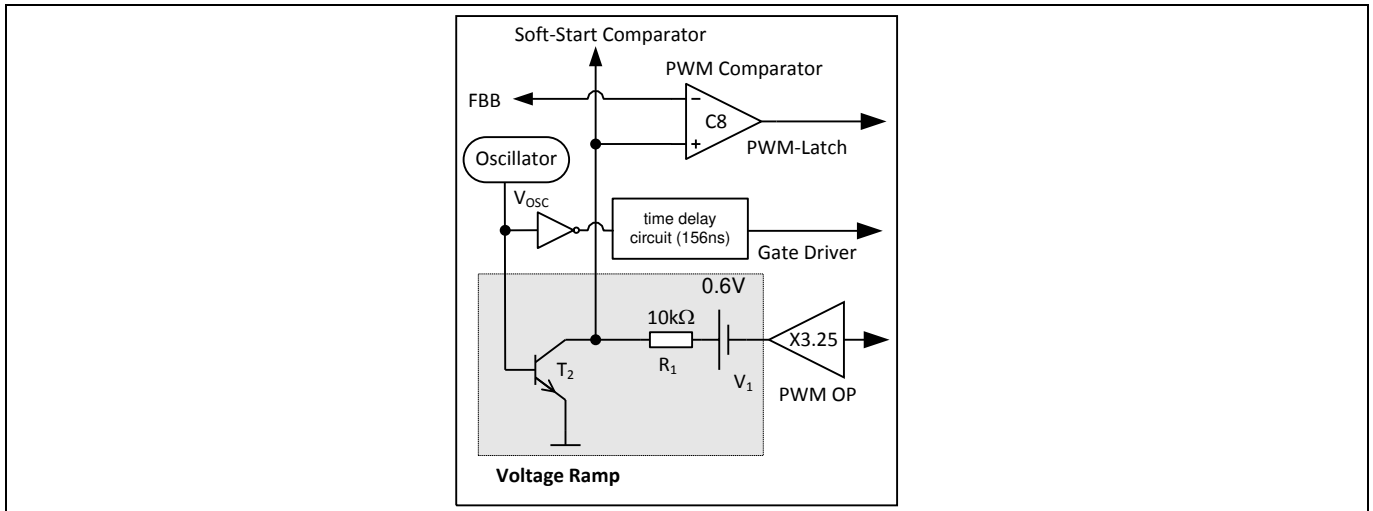 Soft-Start Comparator
PWM Comparator
FBB
−
C8
+
PWM-Latch
Oscillator
VOSC
time delay
circuit (156ns)
Gate Driver
0.6V
10kΩ
X3.25
T2
R1
V1
PWM OP
Voltage Ramp